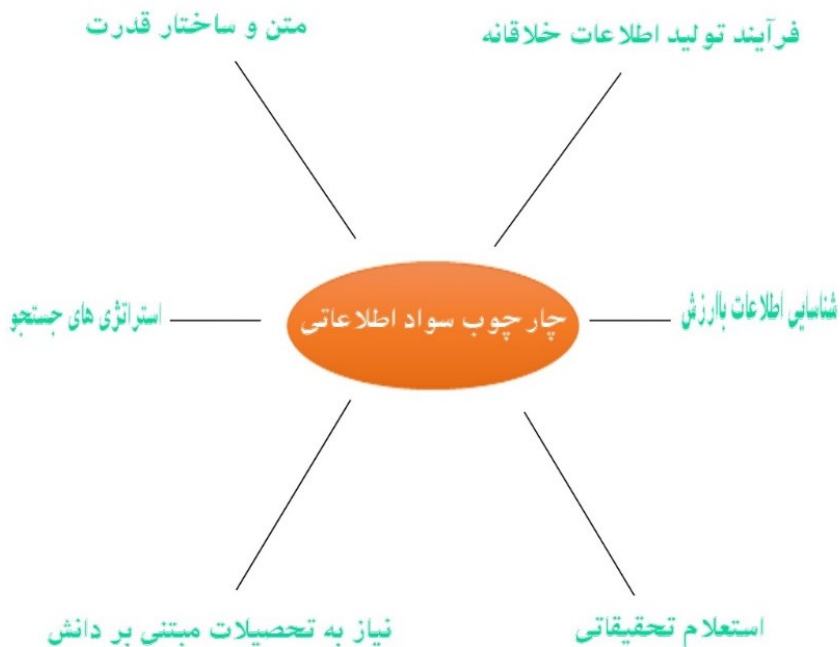 فرآیند تولید اطلاعات خلاقانه
متن و ساختار قدرت
شناسایی اطلاعات باارزش
چارچوب سواد اطلاعاتی
استراتژی های جستجو
استعلام تحقیقاتی
نیاز به تحصیلات مبتنی بر دانش